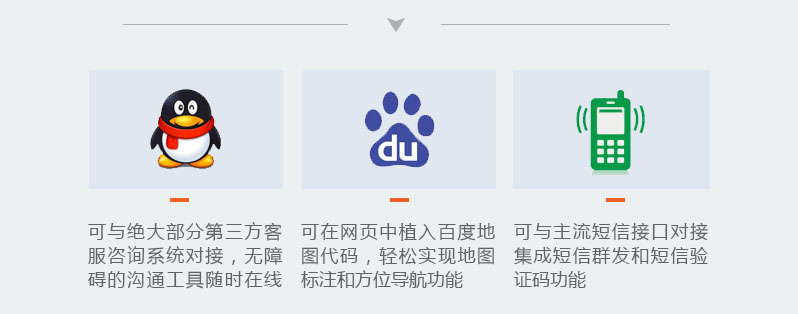 du
可与绝大部分第三方客
服咨询系统对接，无障
碍的沟通工具随时在线
可在网页中植入百度地
图代码，轻松实现地图
标注和方位导航功能
可与主流短信接口对接
集成短信群发和短信验
证码功能